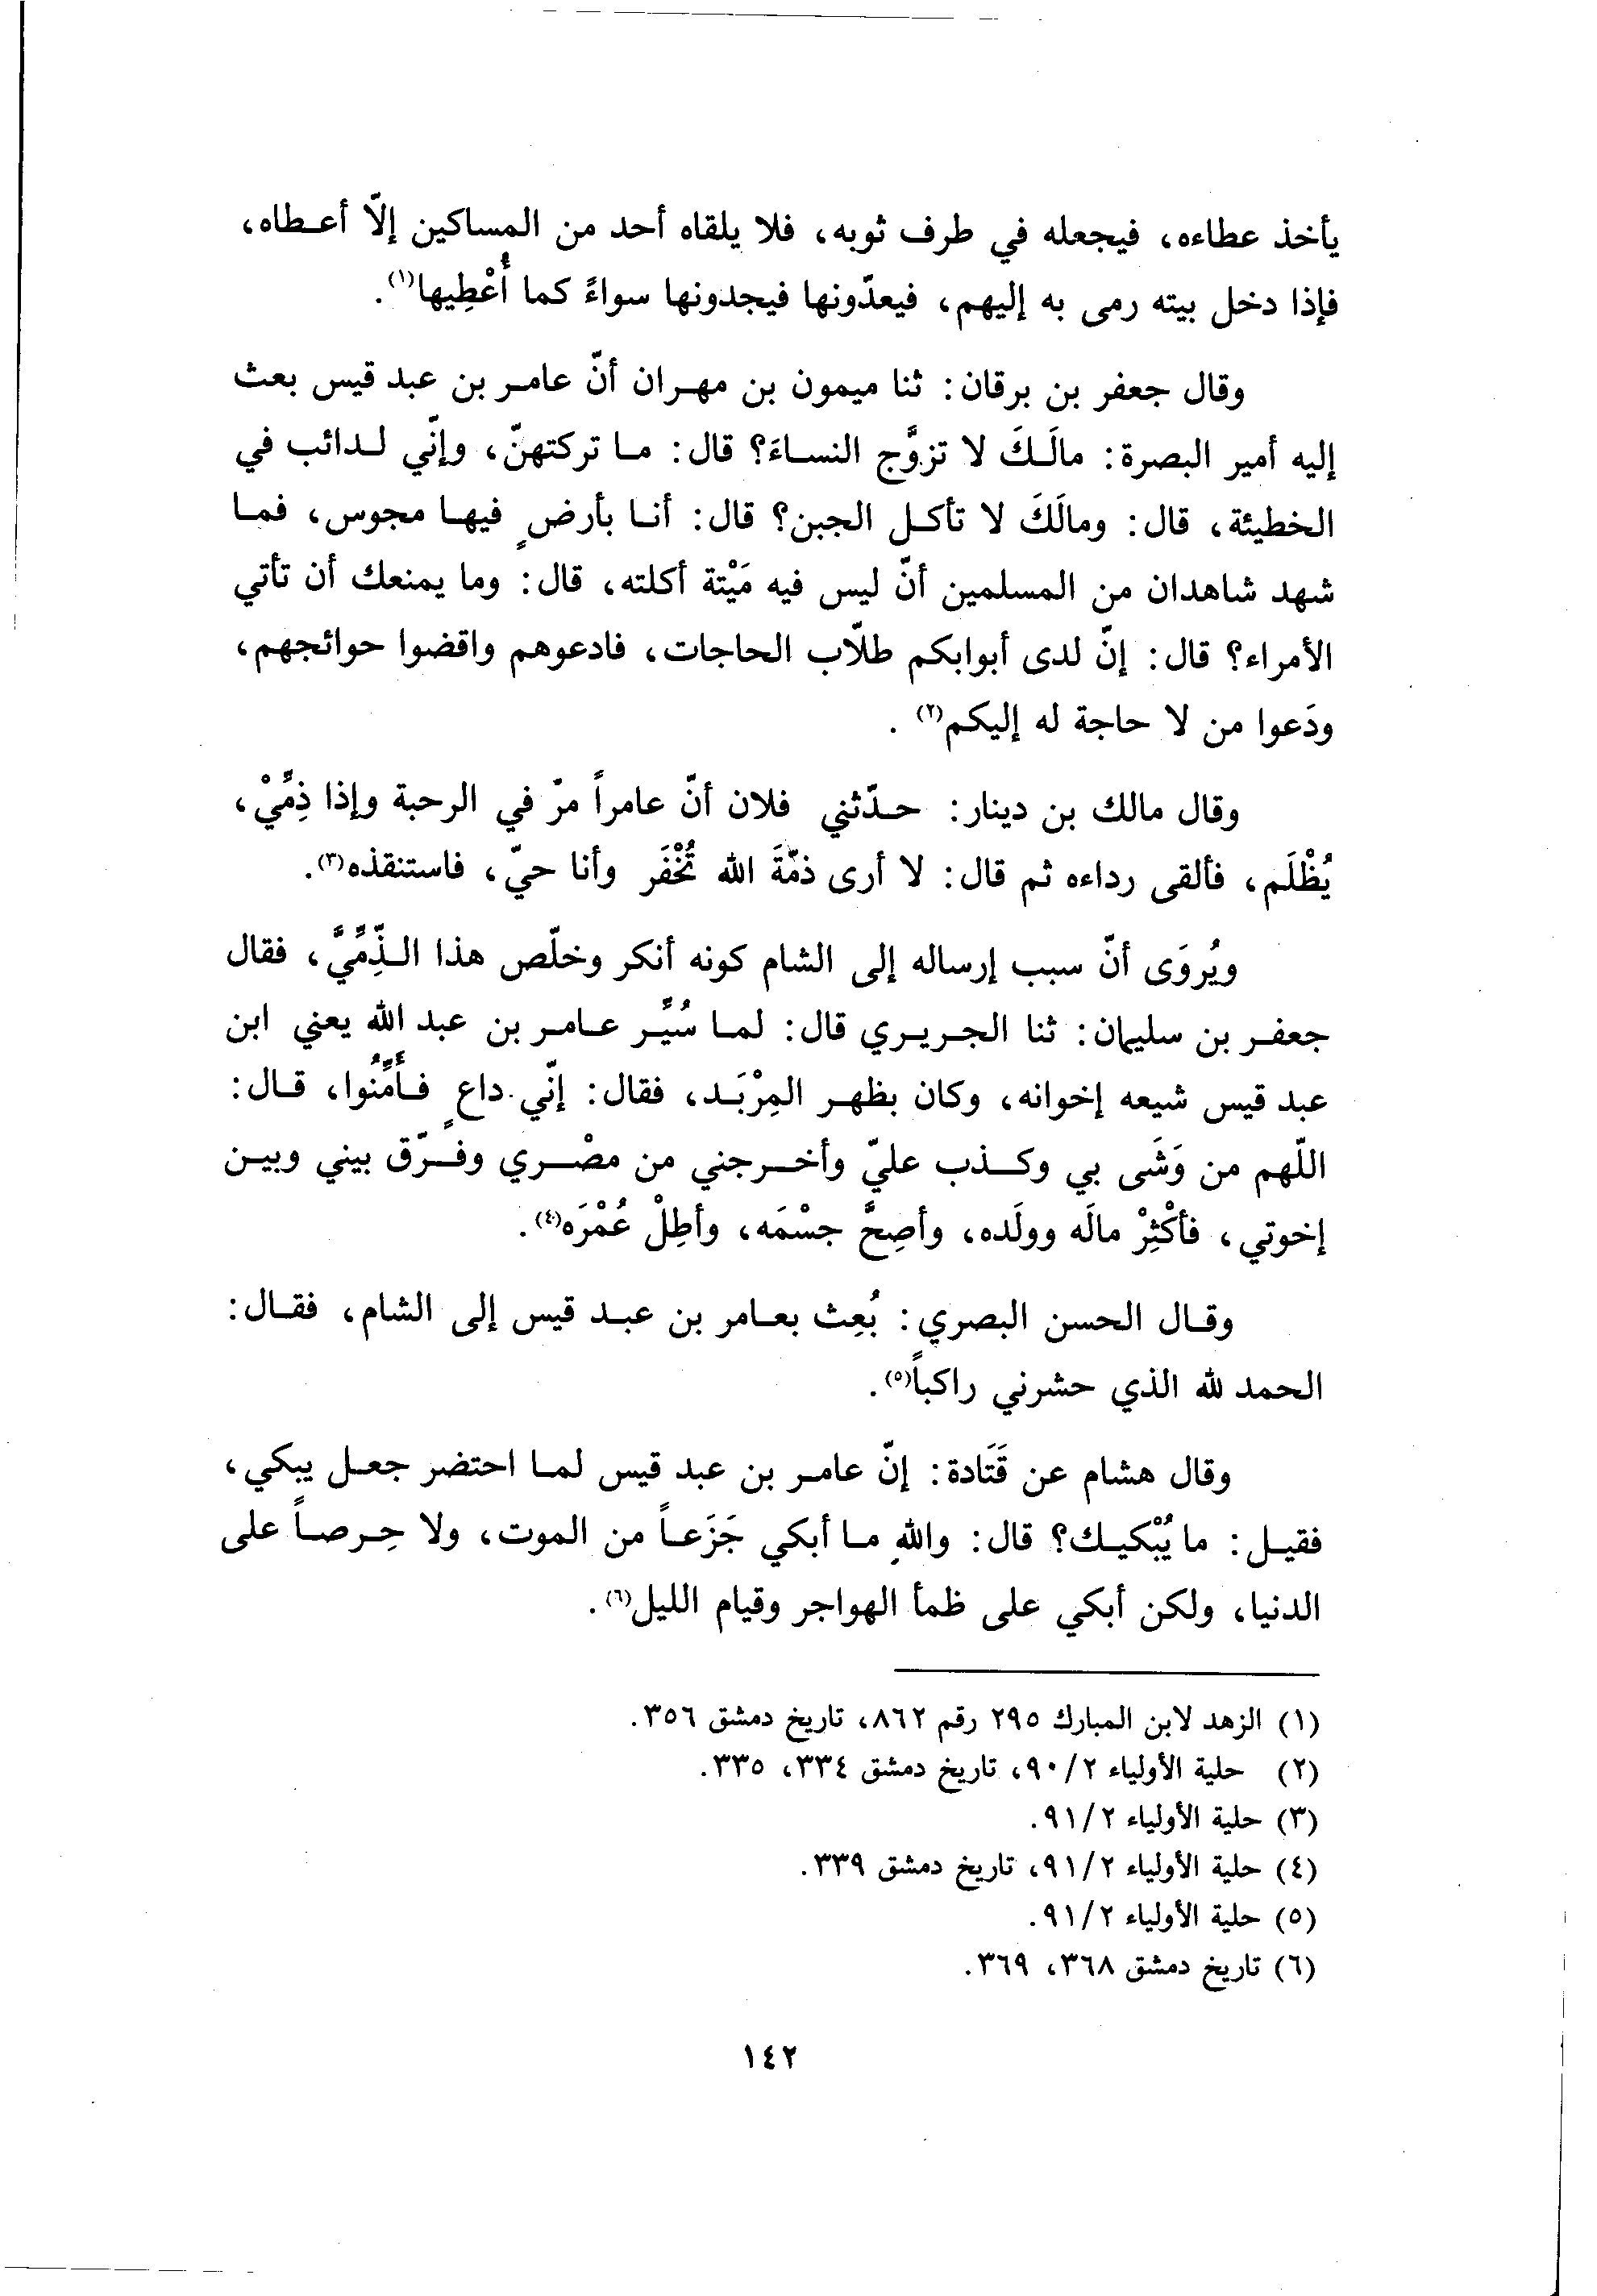 يأخذ عطاءه، فيجعله في طرف ثوبه، فلا يلقاه أحد من المساكين إلّا أعطاه،
فإذا دخل بيته رمى به إليهم، فيعدّونها فيجدونها سواءً كما أُعْطِيها(١).
وقال جعفر بن برقان: ثنا ميمون بن مهران أنّ عامر بن عبد قيس بعث
إليه أمير البصرة: مالَكَ لا تزوَّج النساءَ؟ قال: ما تركتهنّ، وإنّي لدائب في
الخطيئة، قال: ومالَكَ لا تأكل الجبن؟ قال: أنا بأرضٍ فيها مجوس، فما
شهد شاهدان من المسلمين أنّ ليس فيه مَيْتة أكلته، قال: وما يمنعك أن تأتي
الأمراء؟ قال: إنّ لدى أبوابكم طلّاب الحاجات، فادعوهم واقضوا حوائجهم،
ودَعوا من لا حاجة له إليكم(٢).
وقال مالك بن دينار: حدّثني فلان أنّ عامراً مرّ في الرحبة وإذا ذِمِّيْ،
يُظْلَم، فألقى رداءه ثم قال: لا أرى ذمّةَ الله تُخْفَر وأنا حيّ، فاستنقذه(٣).
ويُروَى أنّ سبب إرساله إلى الشام كونه أنكر وخلّص هذا الذِّمِّيَّ، فقال
جعفر بن سليمان: ثنا الجريري قال: لما سُيِّر عامر بن عبد الله يعني ابن
عبد قيس شيعه إخوانه، وكان بظهر المِرْبَد، فقال: إنّي داعٍ فأَمِّنُوا، قال:
اللّهم من وَشَى بي وكذب عليّ وأخرجني من مصْري وفرّق بيني وبين
إخوتي، فأكْثِرْ مالَه وولَده، وأصِحَّ جسْمَه، وأطِلْ عُمْرَه(٤).
وقال الحسن البصري: بُعِث بعامر بن عبد قيس إلى الشام، فقال:
الحمد لله الذي حشرني راكباً(٥).
وقال هشام عن قَتَادة: إنّ عامر بن عبد قيس لما احتضر جعل يبكي،
فقيل: ما يُبْكيك؟ قال: واللهِ ما أبكي جَزَعاً من الموت، ولا حِرصاً على
الدنيا، ولكن أبكي على ظمأ الهواجر وقيام الليل(٦).
(١) الزهد لابن المبارك ٢٩٥ رقم ٨٦٢، تاريخ دمشق ٣٥٦.
(٢) حلية الأولياء ٩٠/٢، تاريخ دمشق ٣٣٤، ٣٣٥.
(٣) حلية الأولياء ٩١/٢.
(٤) حلية الأولياء ٩١/٢، تاريخ دمشق ٣٣٩.
(٥) حلية الأولياء ٩١/٢.
(٦) تاريخ دمشق ٣٦٨، ٣٦٩.
١٤٢